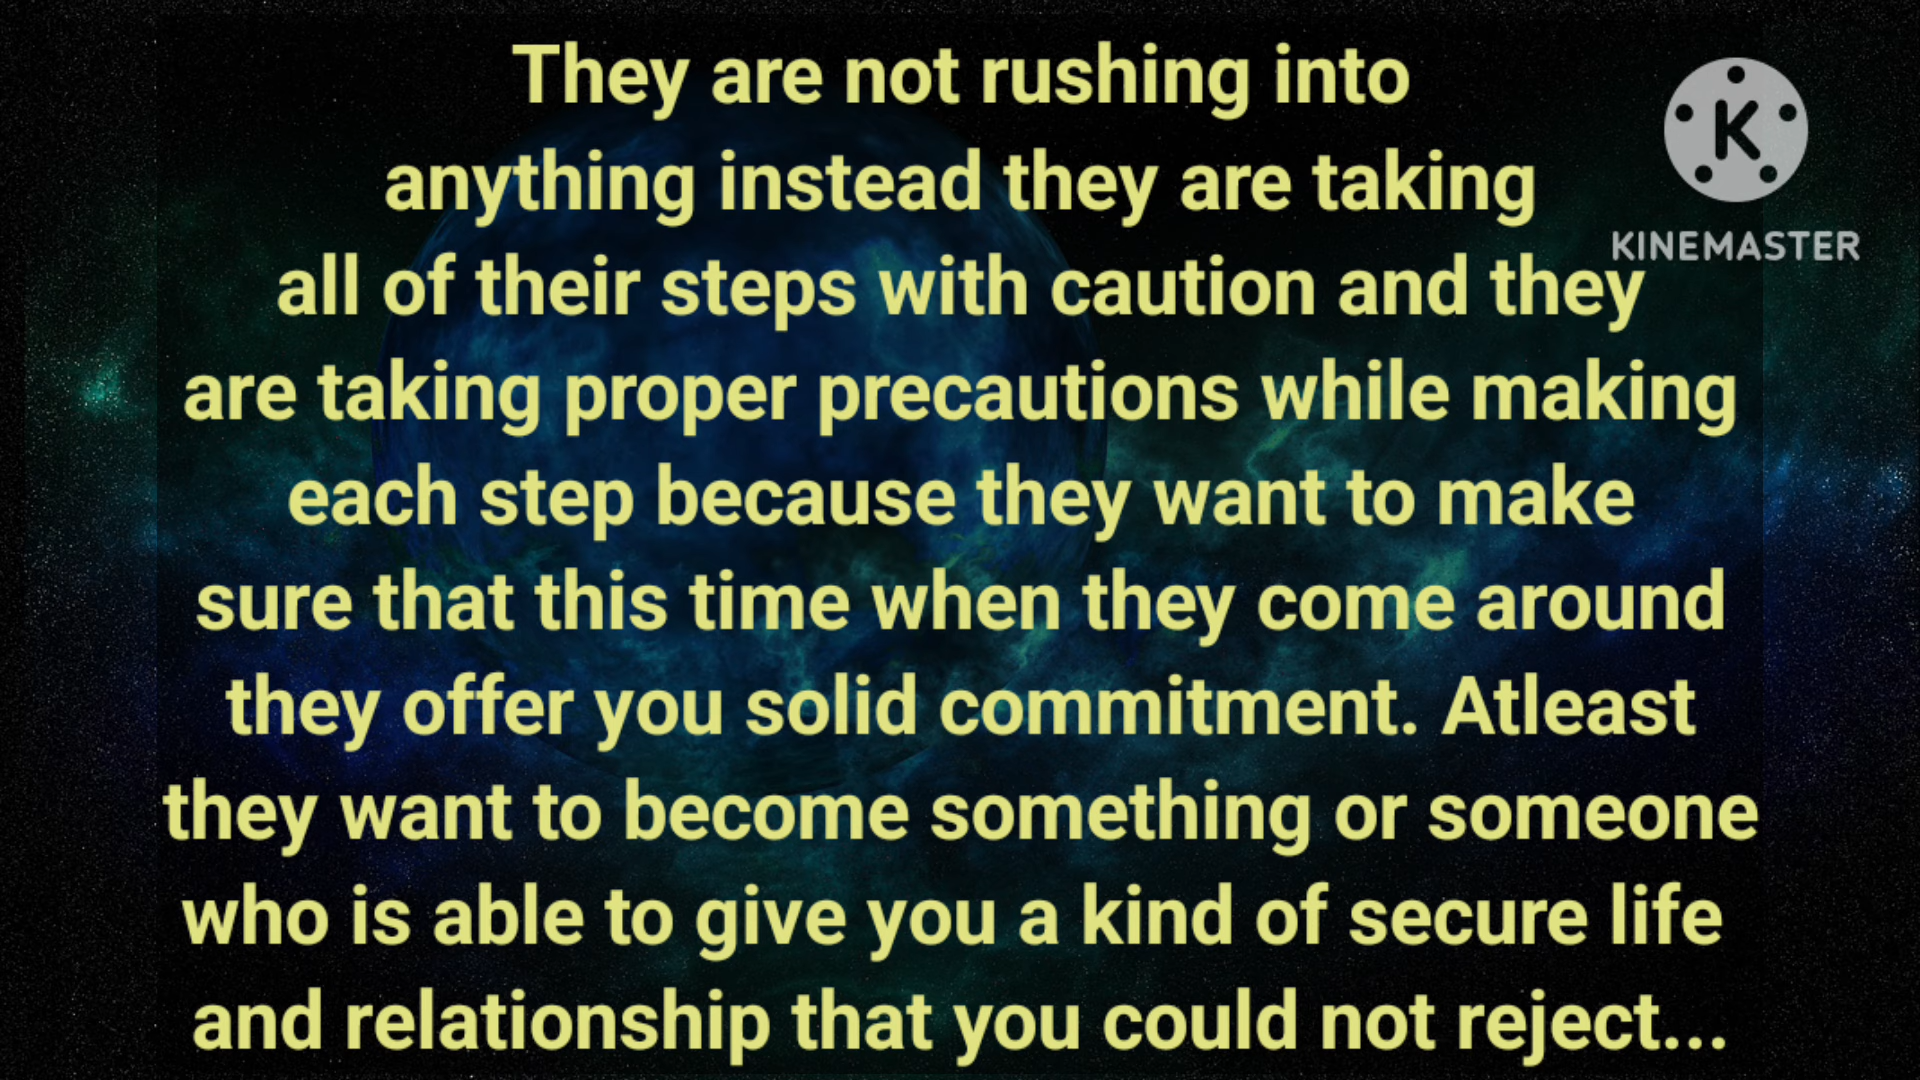 They are not rushing into
anything instead they are taking
all of their steps with caution and they
are taking proper precautions while making
each step because they want to make
sure that this time when they come around
they offer you solid commitment. Atleast
they want to become something or someone
who is able to give you a kind of secure life
and relationship that you could not reject...
K
KINEMASTER